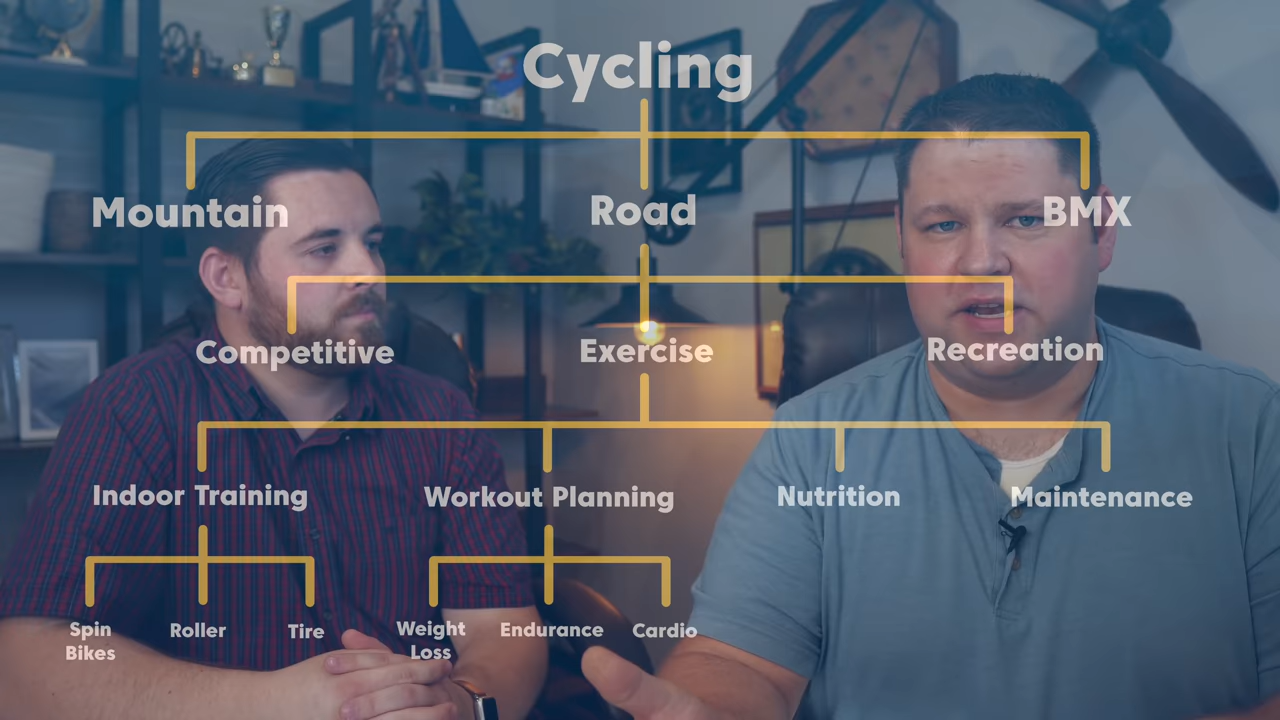 Cycling
Mountain
Road
BMX
Competitive
Exercise
Recreation
Indoor Training
Workout Planning
Nutrition
Maintenance
Spin
Bikes
Roller
Tire
Weight
Loss
Endurance
Cardio